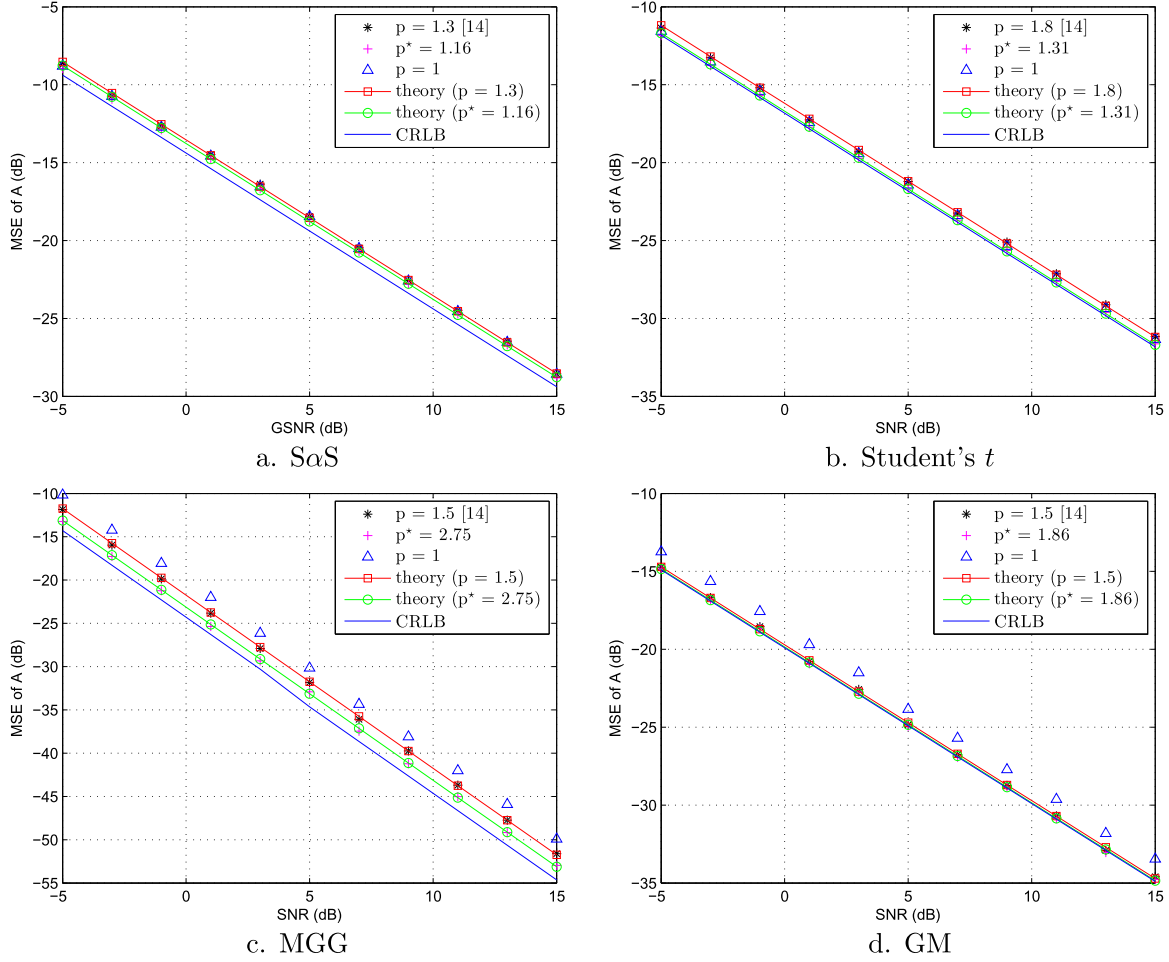 −5
−10
−15
−20
−25
−30
MSE of A (dB)
−5
0
5
10
15
GSNR (dB)
p = 1.3 [14]
p⋆ = 1.16
p = 1
theory (p = 1.3)
theory (p⋆ = 1.16)
CRLB
a. SαS
−10
−15
−20
−25
−30
−35
MSE of A (dB)
−5
0
5
10
15
SNR (dB)
p = 1.8 [14]
p⋆ = 1.31
p = 1
theory (p = 1.8)
theory (p⋆ = 1.31)
CRLB
b. Student's t
−10
−15
−20
−25
−30
−35
−40
−45
−50
−55
MSE of A (dB)
−5
0
5
10
15
SNR (dB)
p = 1.5 [14]
p⋆ = 2.75
p = 1
theory (p = 1.5)
theory (p⋆ = 2.75)
CRLB
c. MGG
−10
−15
−20
−25
−30
−35
MSE of A (dB)
−5
0
5
10
15
SNR (dB)
p = 1.5 [14]
p⋆ = 1.86
p = 1
theory (p = 1.5)
theory (p⋆ = 1.86)
CRLB
d. GM